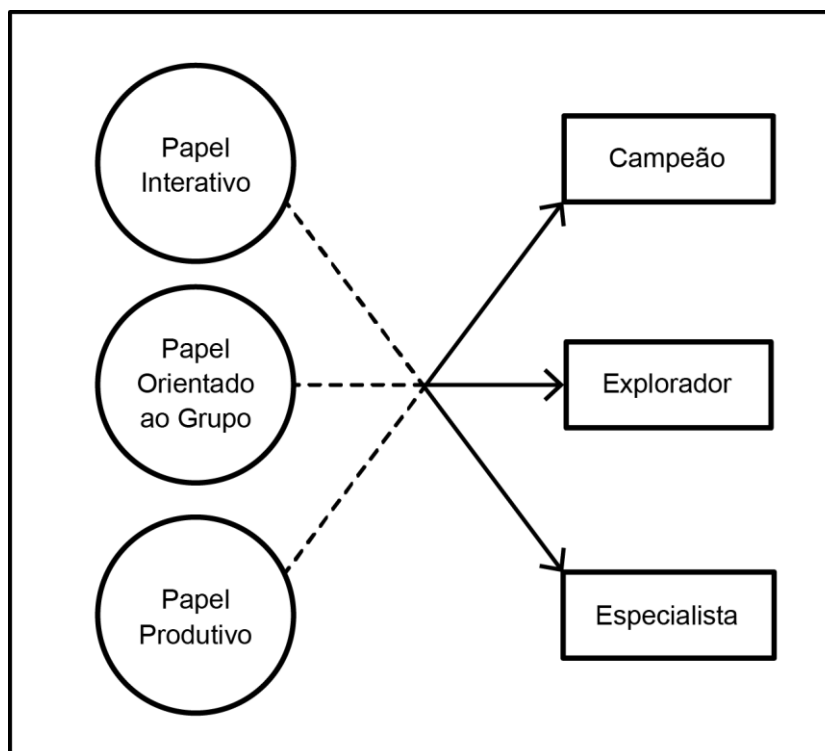 Papel
Interativo
Campeão
Papel
Orientado
ao Grupo
Explorador
Papel
Produtivo
Especialista